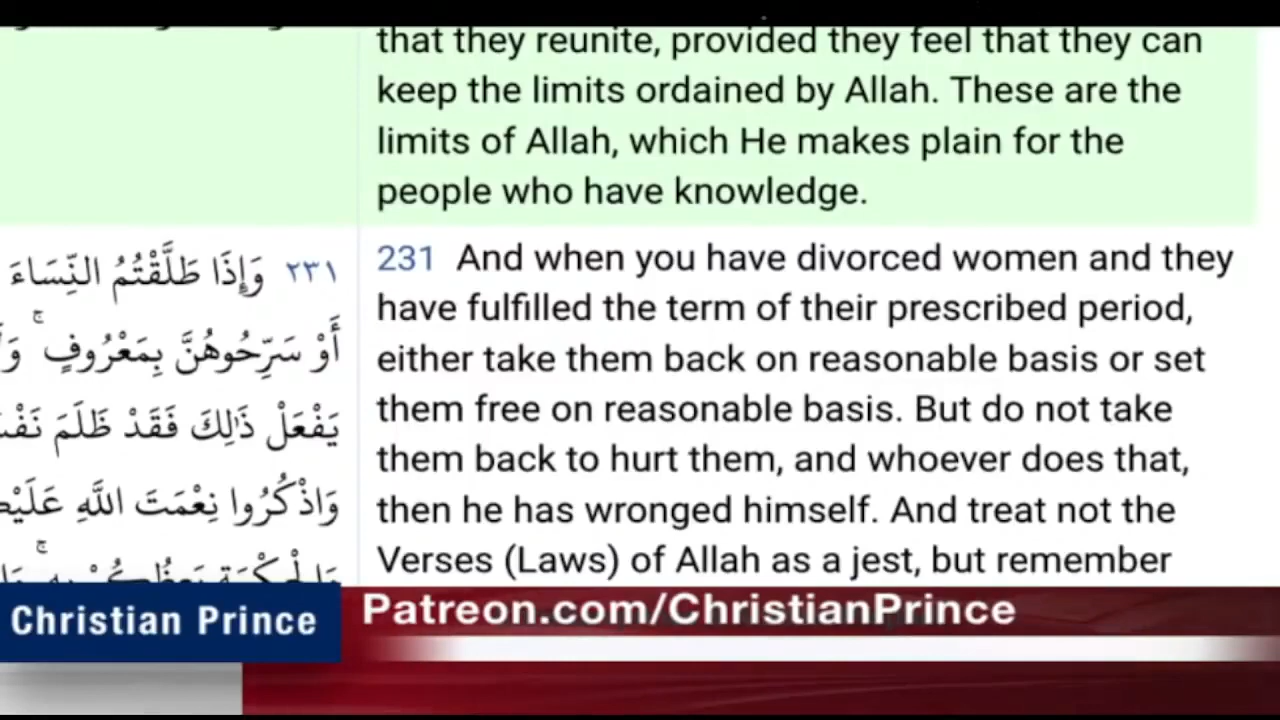 that they reunite, provided they feel that they can
keep the limits ordained by Allah. These are the
limits of Allah, which He makes plain for the
people who have knowledge.
٢٣١ وَإِذَا طَلَّقْتُمُ النِّسَاءَ
أَوْ سَرِّحُوهُنَّ بِمَعْرُوفٍ ۚ
يَفْعَلْ ذَٰلِكَ فَقَدْ ظَلَمَ
وَاذْكُرُوا نِعْمَتَ اللَّهِ
231 And when you have divorced women and they
have fulfilled the term of their prescribed period,
either take them back on reasonable basis or set
them free on reasonable basis. But do not take
them back to hurt them, and whoever does that,
then he has wronged himself. And treat not the
Verses (Laws) of Allah as a jest, but remember
Christian Prince
Patreon.com/ChristianPrince